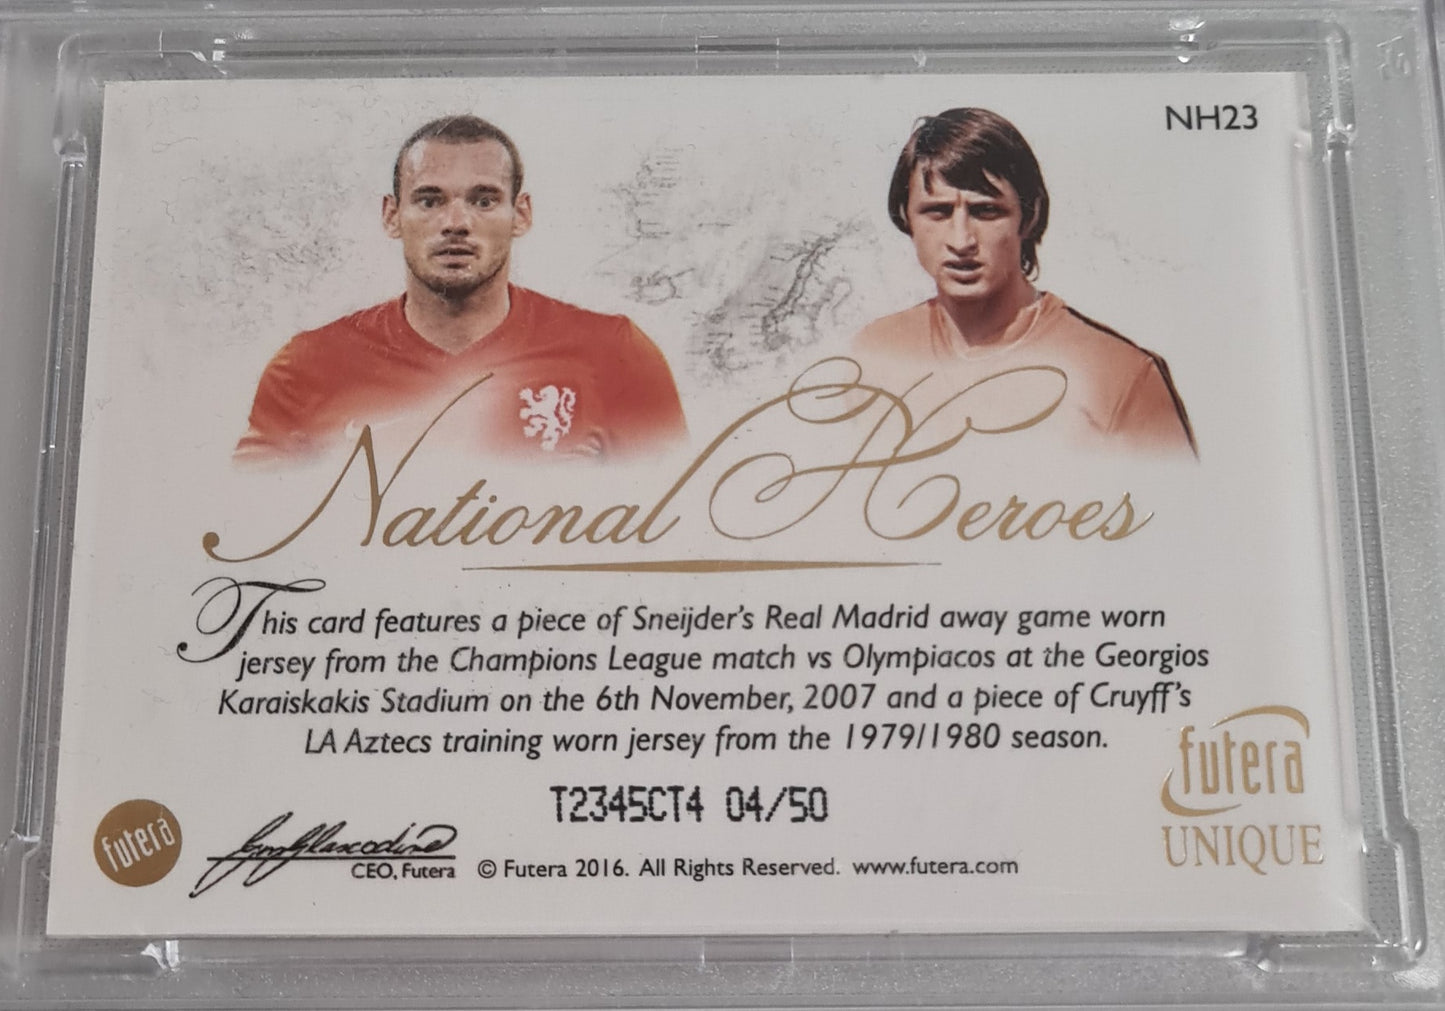 NH23
National Heroes
This card features a piece of Sneijder's Real Madrid away game worn
jersey from the Champions League match vs Olympiacos at the Georgios
Karaiskakis Stadium on the 6th November, 2007 and a piece of Cruyff's
LA Aztecs training worn jersey from the 1979/1980 season.
futera
UNIQUE
T2345CT4 04/50
futera
CEO, Futera
© Futera 2016. All Rights Reserved. www.futera.com